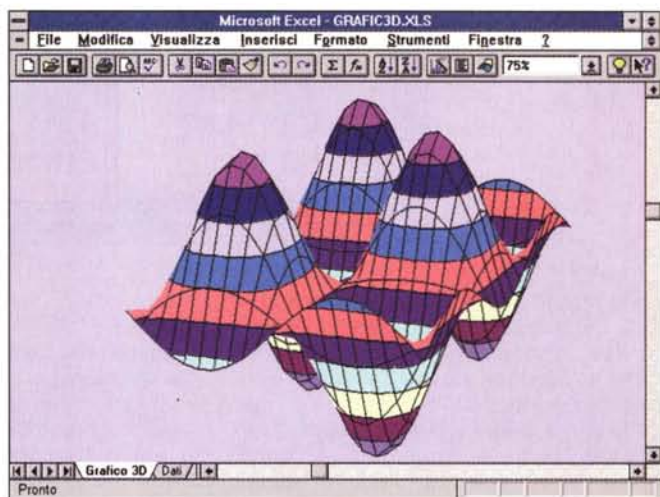 Microsoft Excel - GRAFIC3D.XLS
File Modifica Visualizza Inserisci Formato Strumenti Finestra ?
75%
Grafico 3D Dati
Pronto